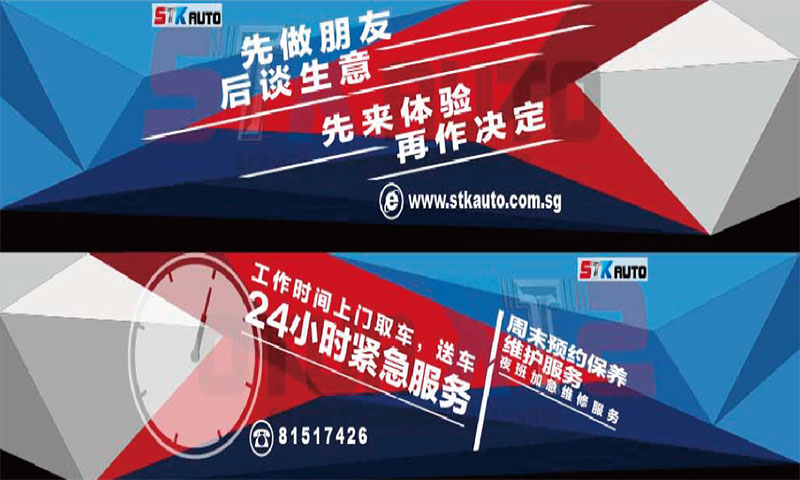 STK AUTO
先做朋友
后谈生意
先来体验
再作决定
www.stkauto.com.sg
STK AUTO
工作时间上门取车，送车
24小时紧急服务
周末预约保养
维护服务
夜班加急维修服务
81517426